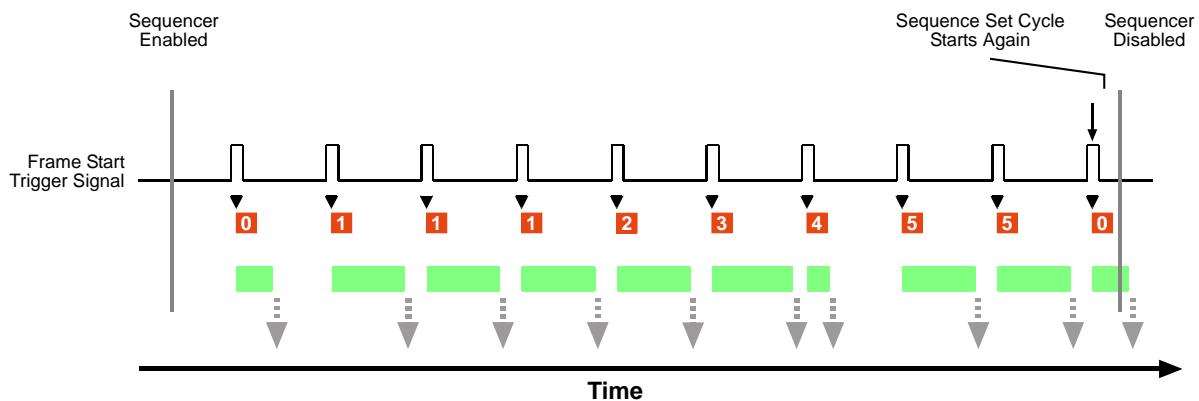 Sequencer
Enabled
Sequence Set Cycle
Starts Again
Sequencer
Disabled
Frame Start
Trigger Signal
0 1 1 1 2 3 4 5 5 0
Time